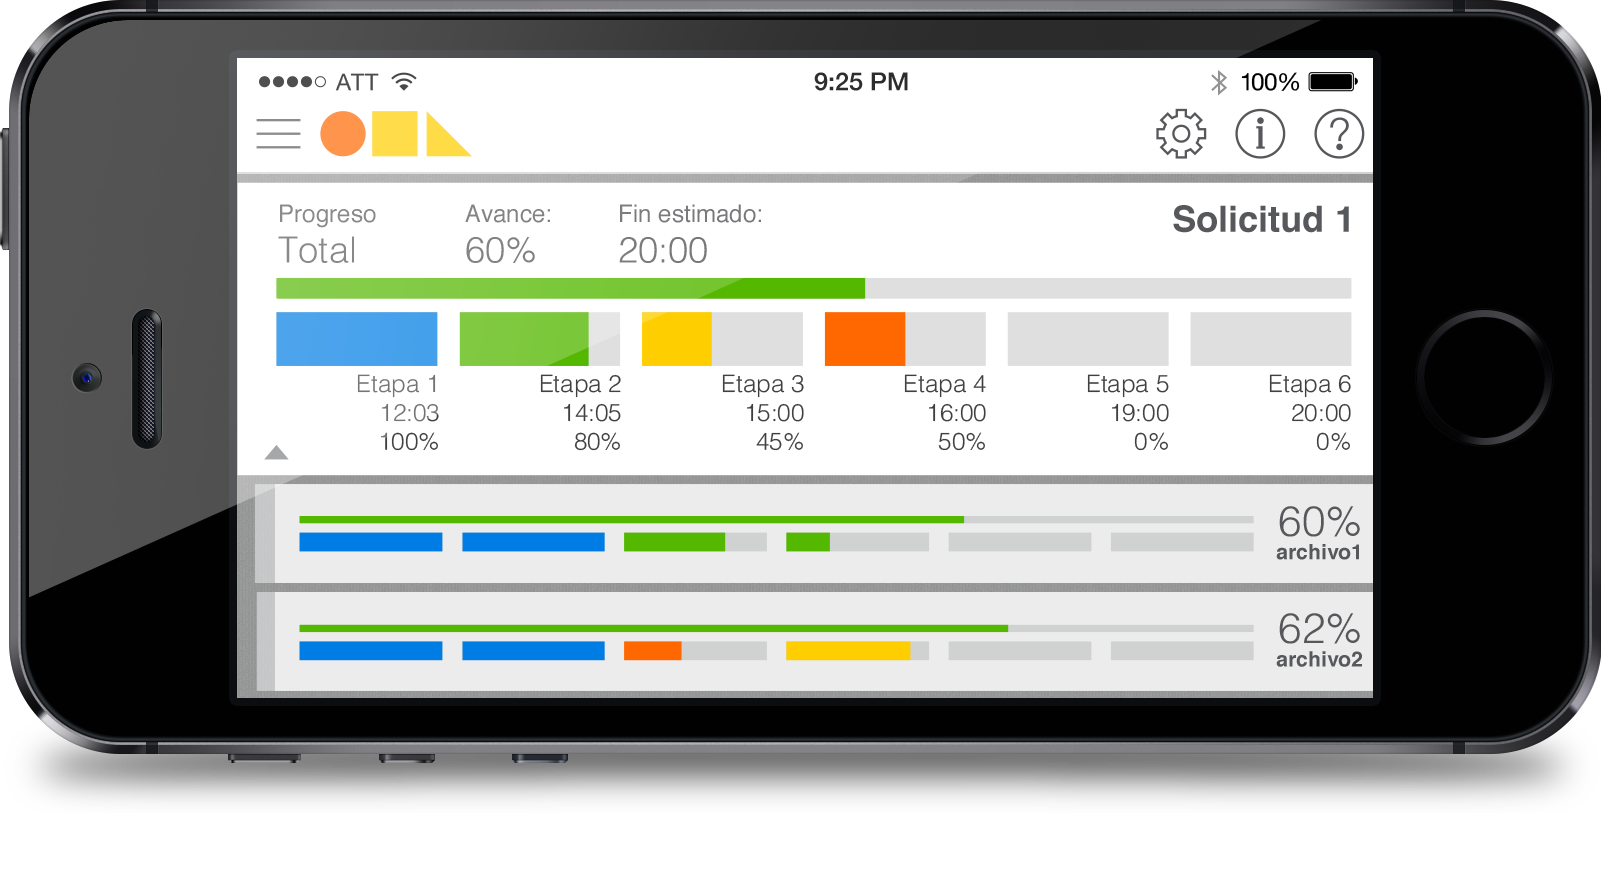 ATT 9:25 PM 100%
Progreso Avance: Fin estimado: Solicitud 1
Total 60% 20:00
Etapa 1 Etapa 2 Etapa 3 Etapa 4 Etapa 5 Etapa 6
12:03 14:05 15:00 16:00 19:00 20:00
100% 80% 45% 50% 0% 0%
60%
archivo1
62%
archivo2